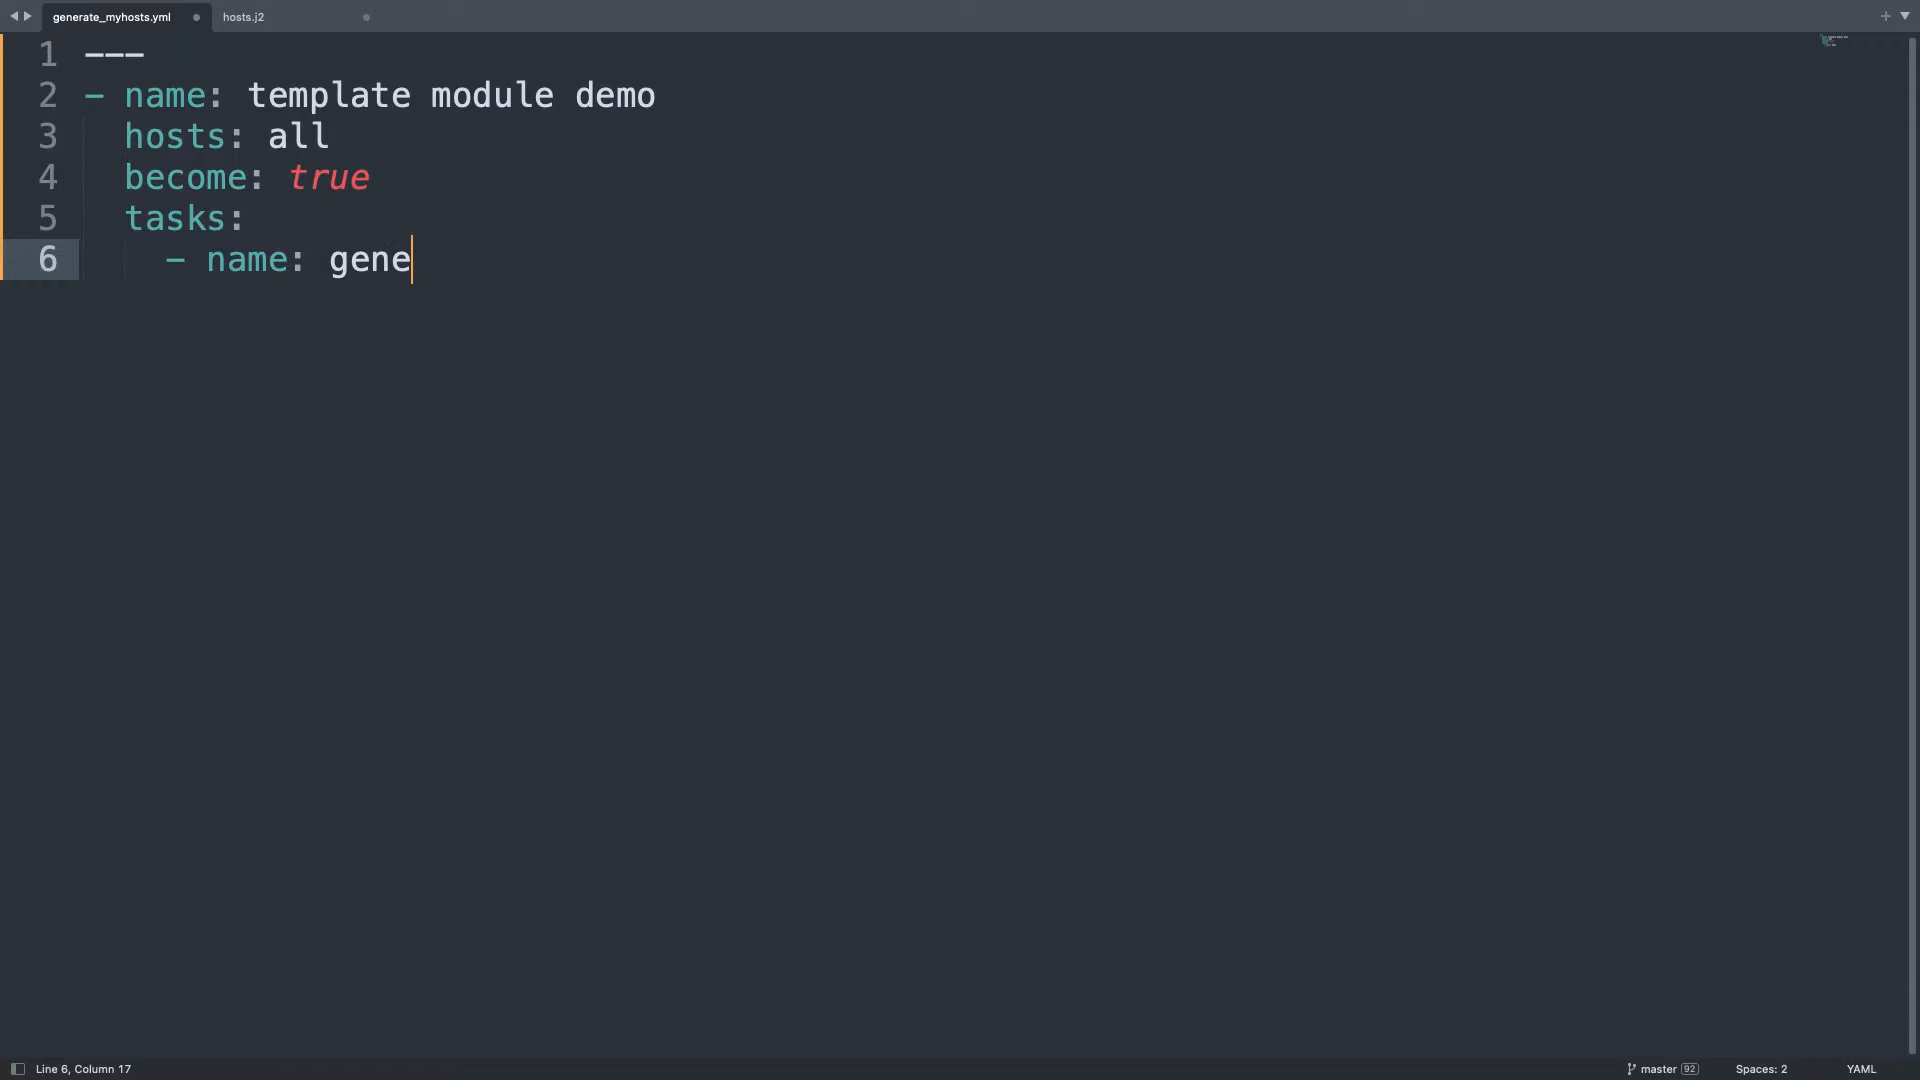 generate_myhosts.yml hosts.j2
1 ---
2 - name: template module demo
3 hosts: all
4 become: true
5 tasks:
6 - name: gene
Line 6, Column 17 master 92 Spaces: 2 YAML